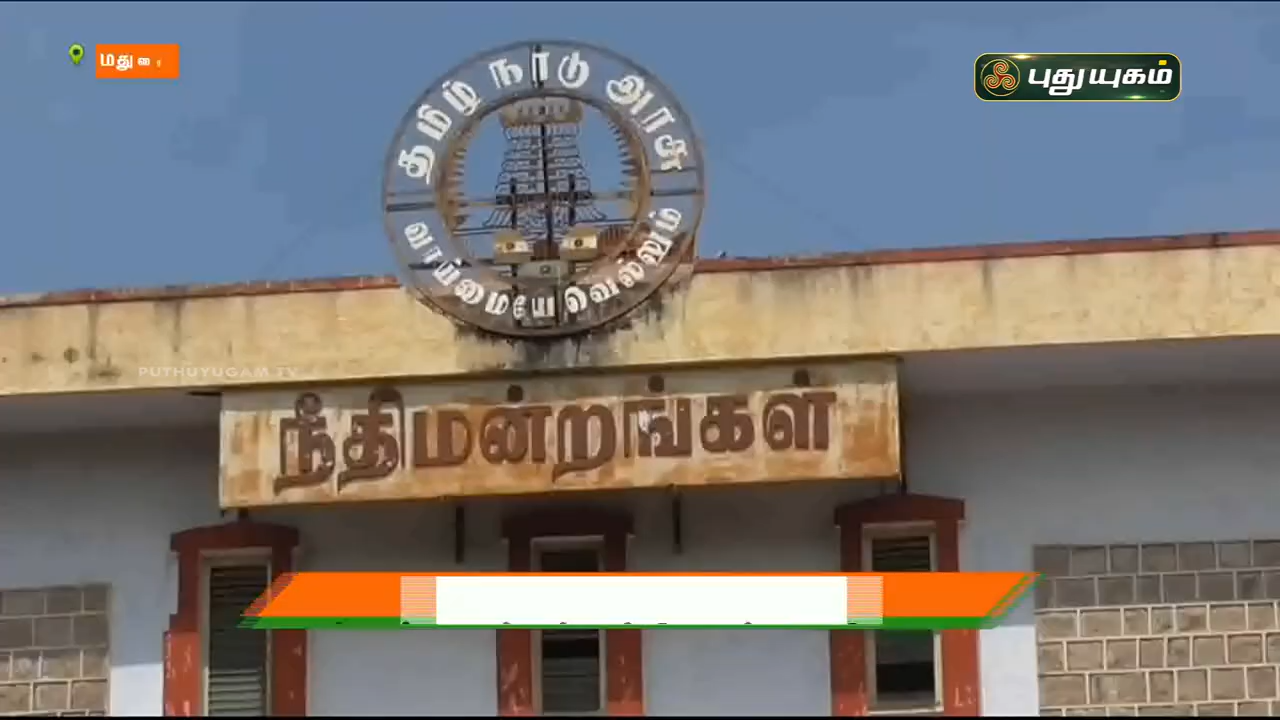 மதுரை
புதுயுகம்
தமிழ் நாடு அரசு
வாய்மையே வெல்லும்
PUTHUYUGAM TV
நீதிமன்றங்கள்